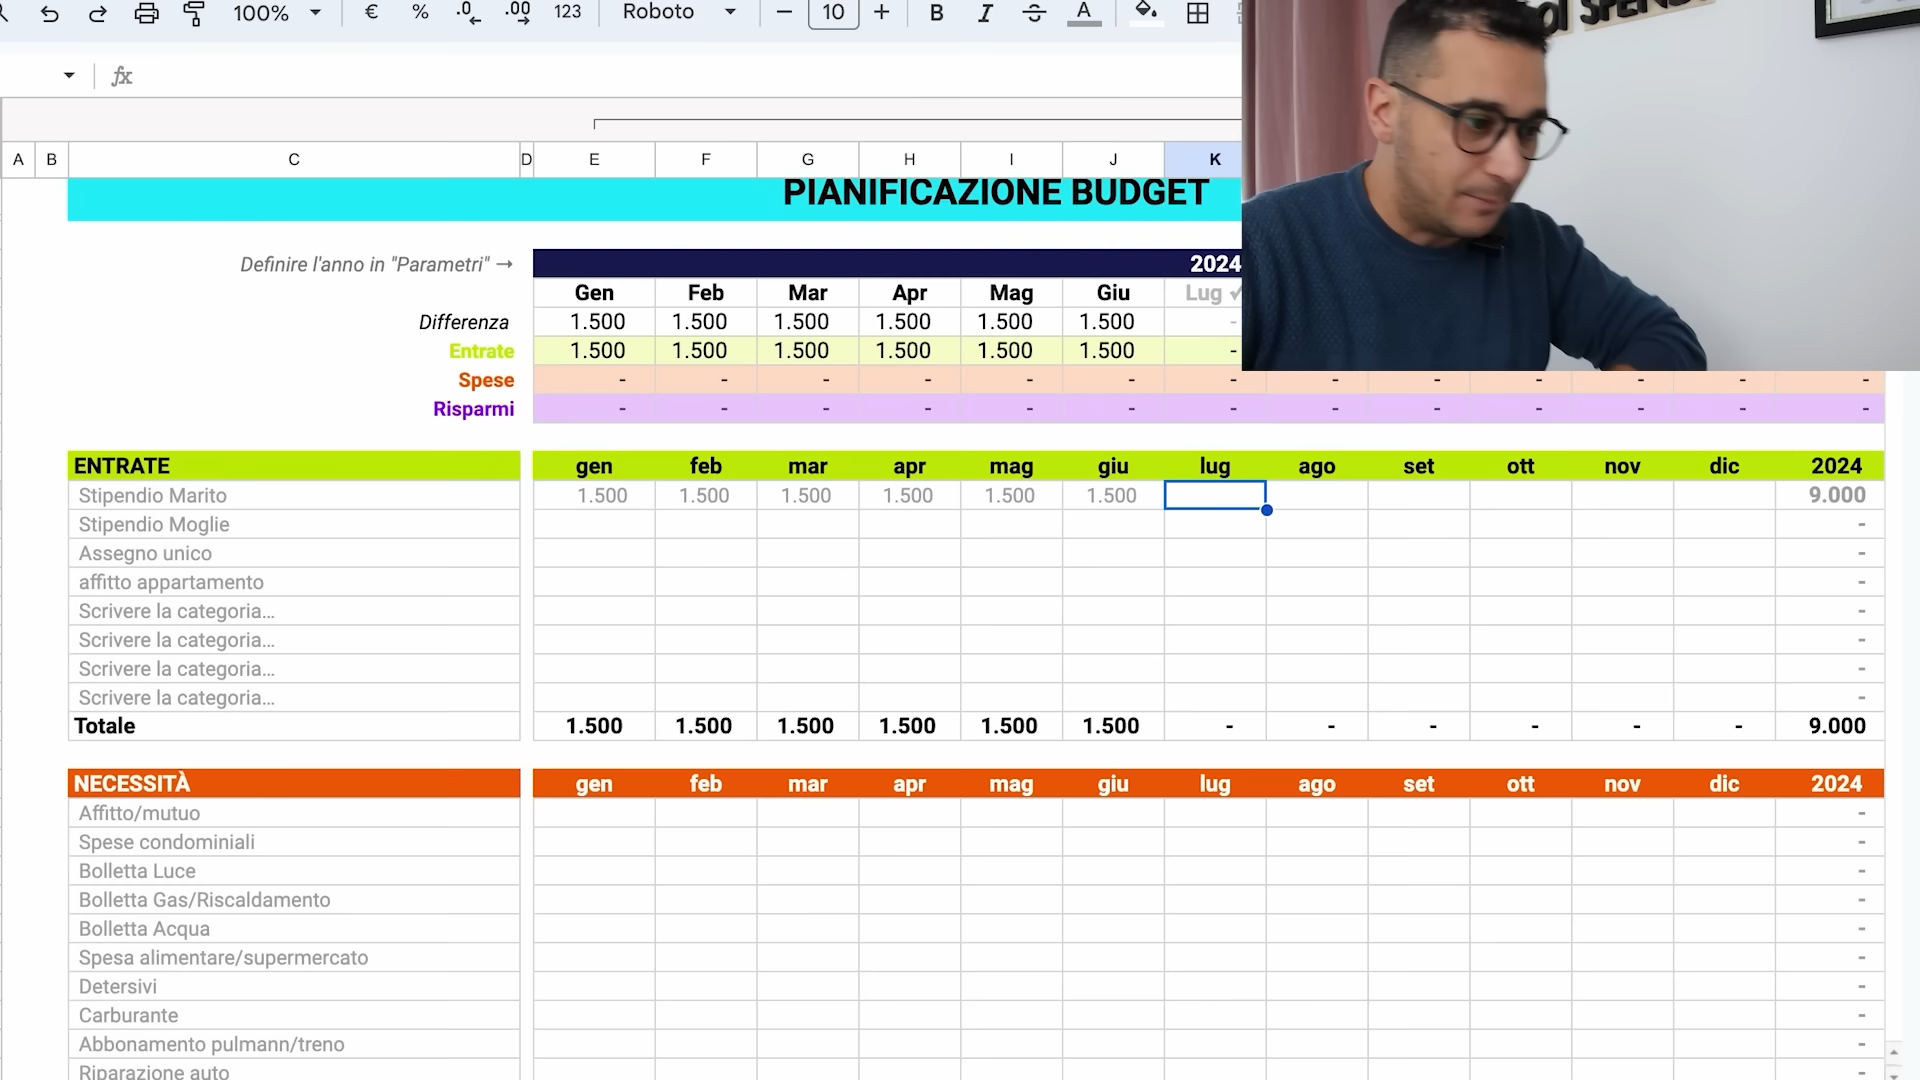 100% € % .0 .00 123 Roboto 10 B I S A
fx
A B C D E F G H I J K
PIANIFICAZIONE BUDGET
Definire l'anno in "Parametri" → 2024
Gen Feb Mar Apr Mag Giu Lug ✓
Differenza 1.500 1.500 1.500 1.500 1.500 1.500 -
Entrate 1.500 1.500 1.500 1.500 1.500 1.500 -
Spese - - - - - - - - - - - - -
Risparmi - - - - - - - - - - - - -
ENTRATE gen feb mar apr mag giu lug ago set ott nov dic 2024
Stipendio Marito 1.500 1.500 1.500 1.500 1.500 1.500 9.000
Stipendio Moglie -
Assegno unico -
affitto appartamento -
Scrivere la categoria... -
Scrivere la categoria... -
Scrivere la categoria... -
Scrivere la categoria... -
Totale 1.500 1.500 1.500 1.500 1.500 1.500 - - - - - - 9.000
NECESSITÀ gen feb mar apr mag giu lug ago set ott nov dic 2024
Affitto/mutuo -
Spese condominiali -
Bolletta Luce -
Bolletta Gas/Riscaldamento -
Bolletta Acqua -
Spesa alimentare/supermercato -
Detersivi -
Carburante -
Abbonamento pulmann/treno -
Riparazione auto -